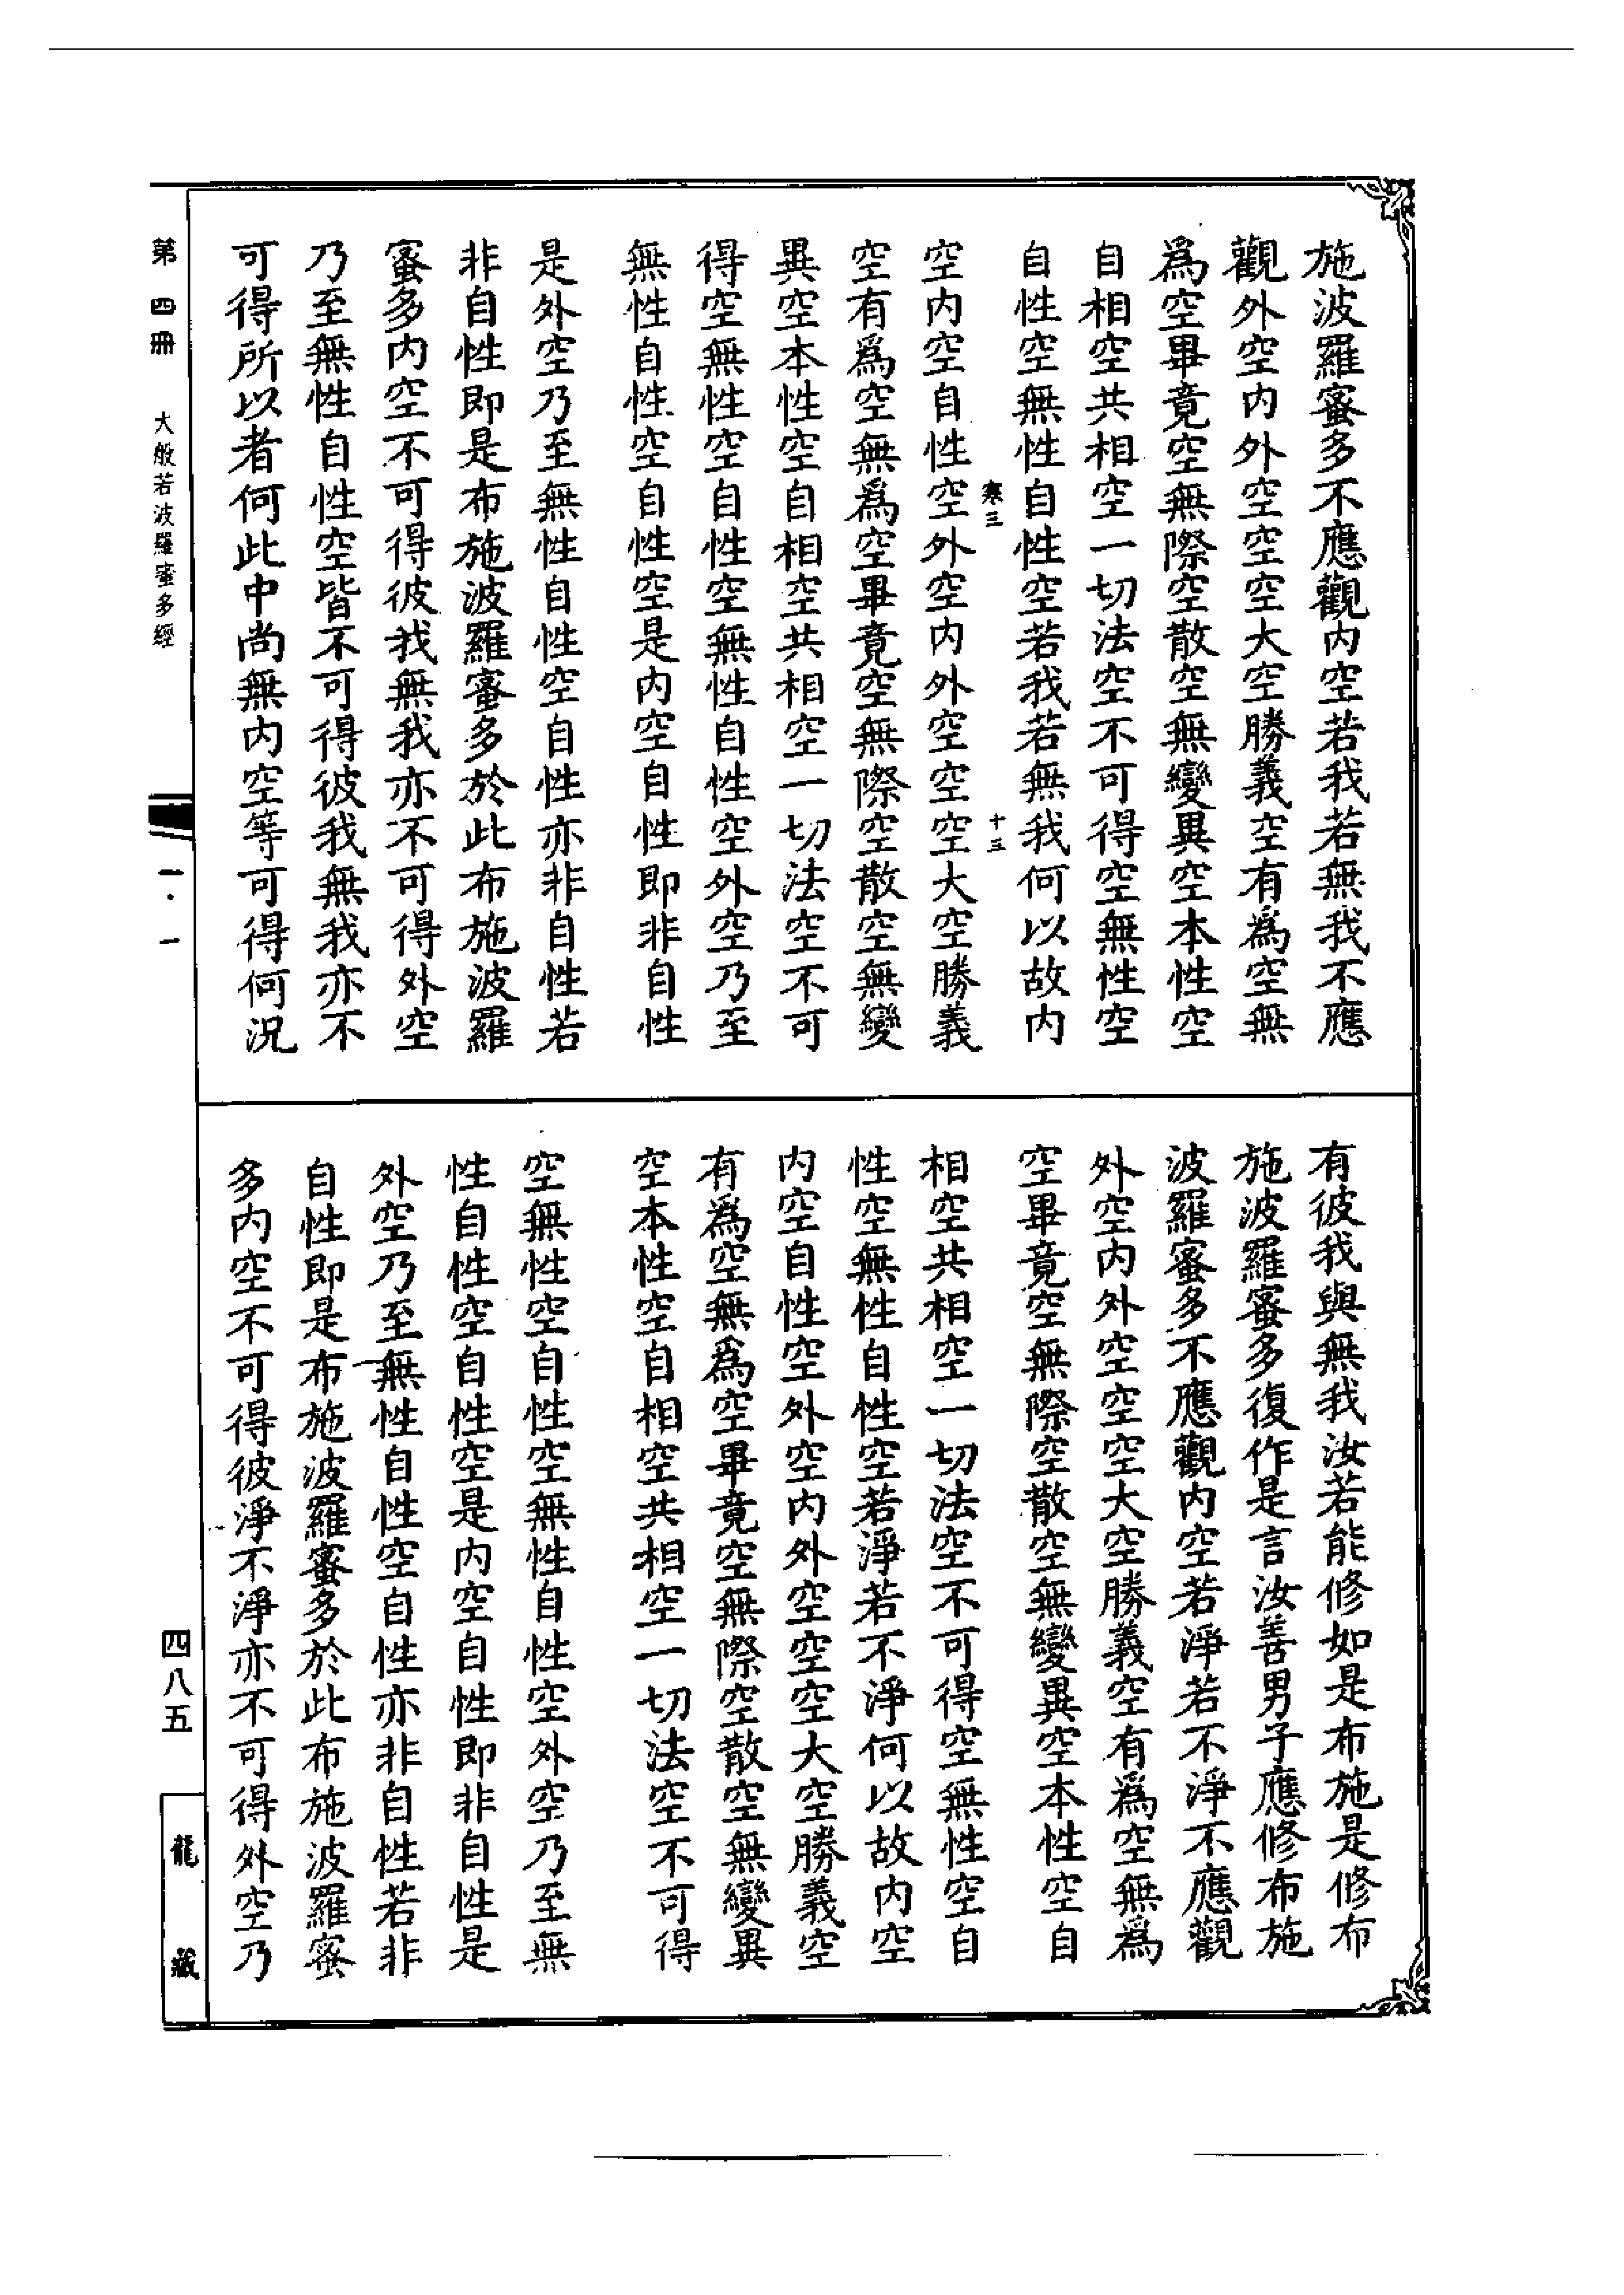 施波羅蜜多不應觀內空若我若無我不應
觀外空內外空空空大空勝義空有爲空無
爲空畢竟空無際空散空無變異空本性空
自相空共相空一切法空不可得空無性空
自性空無性自性空若我若無我何以故內
寒三 十三
空內空自性空外空內外空空空大空勝義
空有爲空無爲空畢竟空無際空散空無變
異空本性空自相空共相空一切法空不可
得空無性空自性空無性自性空外空乃至
無性自性空自性空是內空自性即非自性
是外空乃至無性自性空自性亦非自性若
非自性即是布施波羅蜜多於此布施波羅
蜜多內空不可得彼我無我亦不可得外空
乃至無性自性空皆不可得彼我無我亦不
可得所以者何此中尚無內空等可得何況
有彼我與無我汝若能修如是布施是修布
施波羅蜜多復作是言汝善男子應修布施
波羅蜜多不應觀內空若淨若不淨不應觀
外空內外空空空大空勝義空有爲空無爲
空畢竟空無際空散空無變異空本性空自
相空共相空一切法空不可得空無性空自
性空無性自性空若淨若不淨何以故內空
內空自性空外空內外空空空大空勝義空
有爲空無爲空畢竟空無際空散空無變異
空本性空自相空共相空一切法空不可得
空無性空自性空無性自性空外空乃至無
性自性空自性空是內空自性即非自性是
外空乃至無性自性空自性亦非自性若非
自性即是布施波羅蜜多於此布施波羅蜜
多內空不可得彼淨不淨亦不可得外空乃
第四冊 大般若波羅蜜多經 一·一 四八五 龍藏